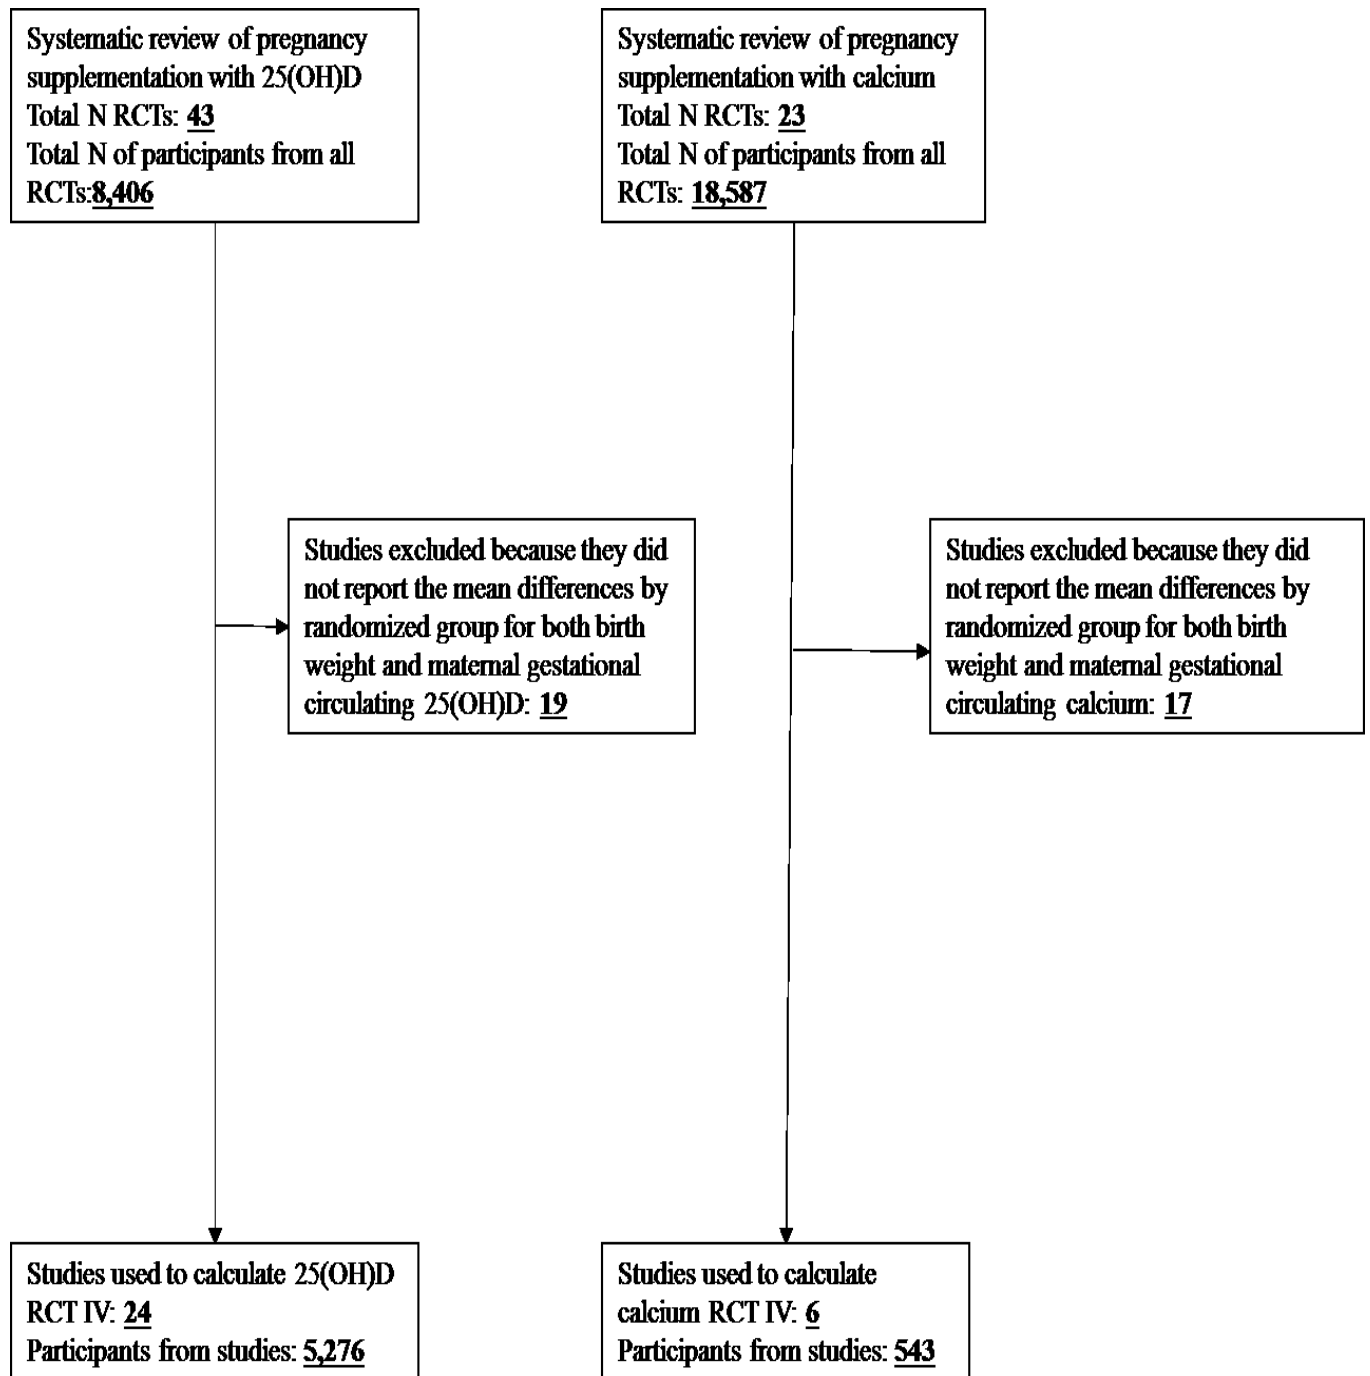 Systematic review of pregnancy
supplementation with 25(OH)D
Total N RCTs: 43
Total N of participants from all
RCTs:8,406
Systematic review of pregnancy
supplementation with calcium
Total N RCTs: 23
Total N of participants from all
RCTs: 18,587
Studies excluded because they did
not report the mean differences by
randomized group for both birth
weight and maternal gestational
circulating 25(OH)D: 19
Studies excluded because they did
not report the mean differences by
randomized group for both birth
weight and maternal gestational
circulating calcium: 17
Studies used to calculate 25(OH)D
RCT IV: 24
Participants from studies: 5,276
Studies used to calculate
calcium RCT IV: 6
Participants from studies: 543